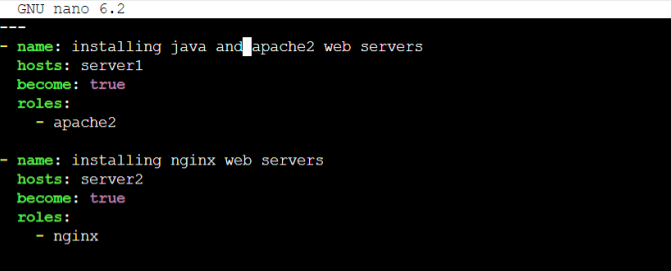 GNU nano 6.2
---
- name: installing java and apache2 web servers
  hosts: server1
  become: true
  roles:
    - apache2

- name: installing nginx web servers
  hosts: server2
  become: true
  roles:
    - nginx